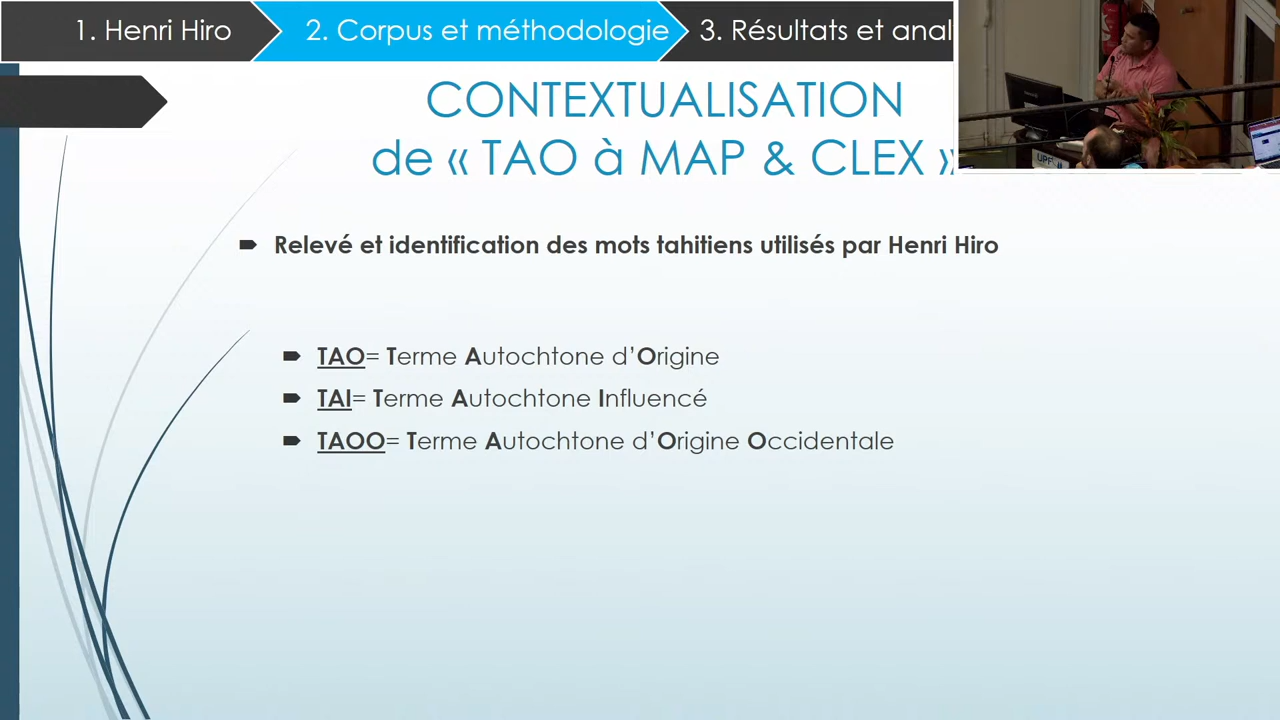 1. Henri Hiro
2. Corpus et méthodologie
3. Résultats et anal
CONTEXTUALISATION
de « TAO à MAP & CLEX »
Relevé et identification des mots tahitiens utilisés par Henri Hiro
TAO= Terme Autochtone d’Origine
TAI= Terme Autochtone Influencé
TAOO= Terme Autochtone d’Origine Occidentale
UPF